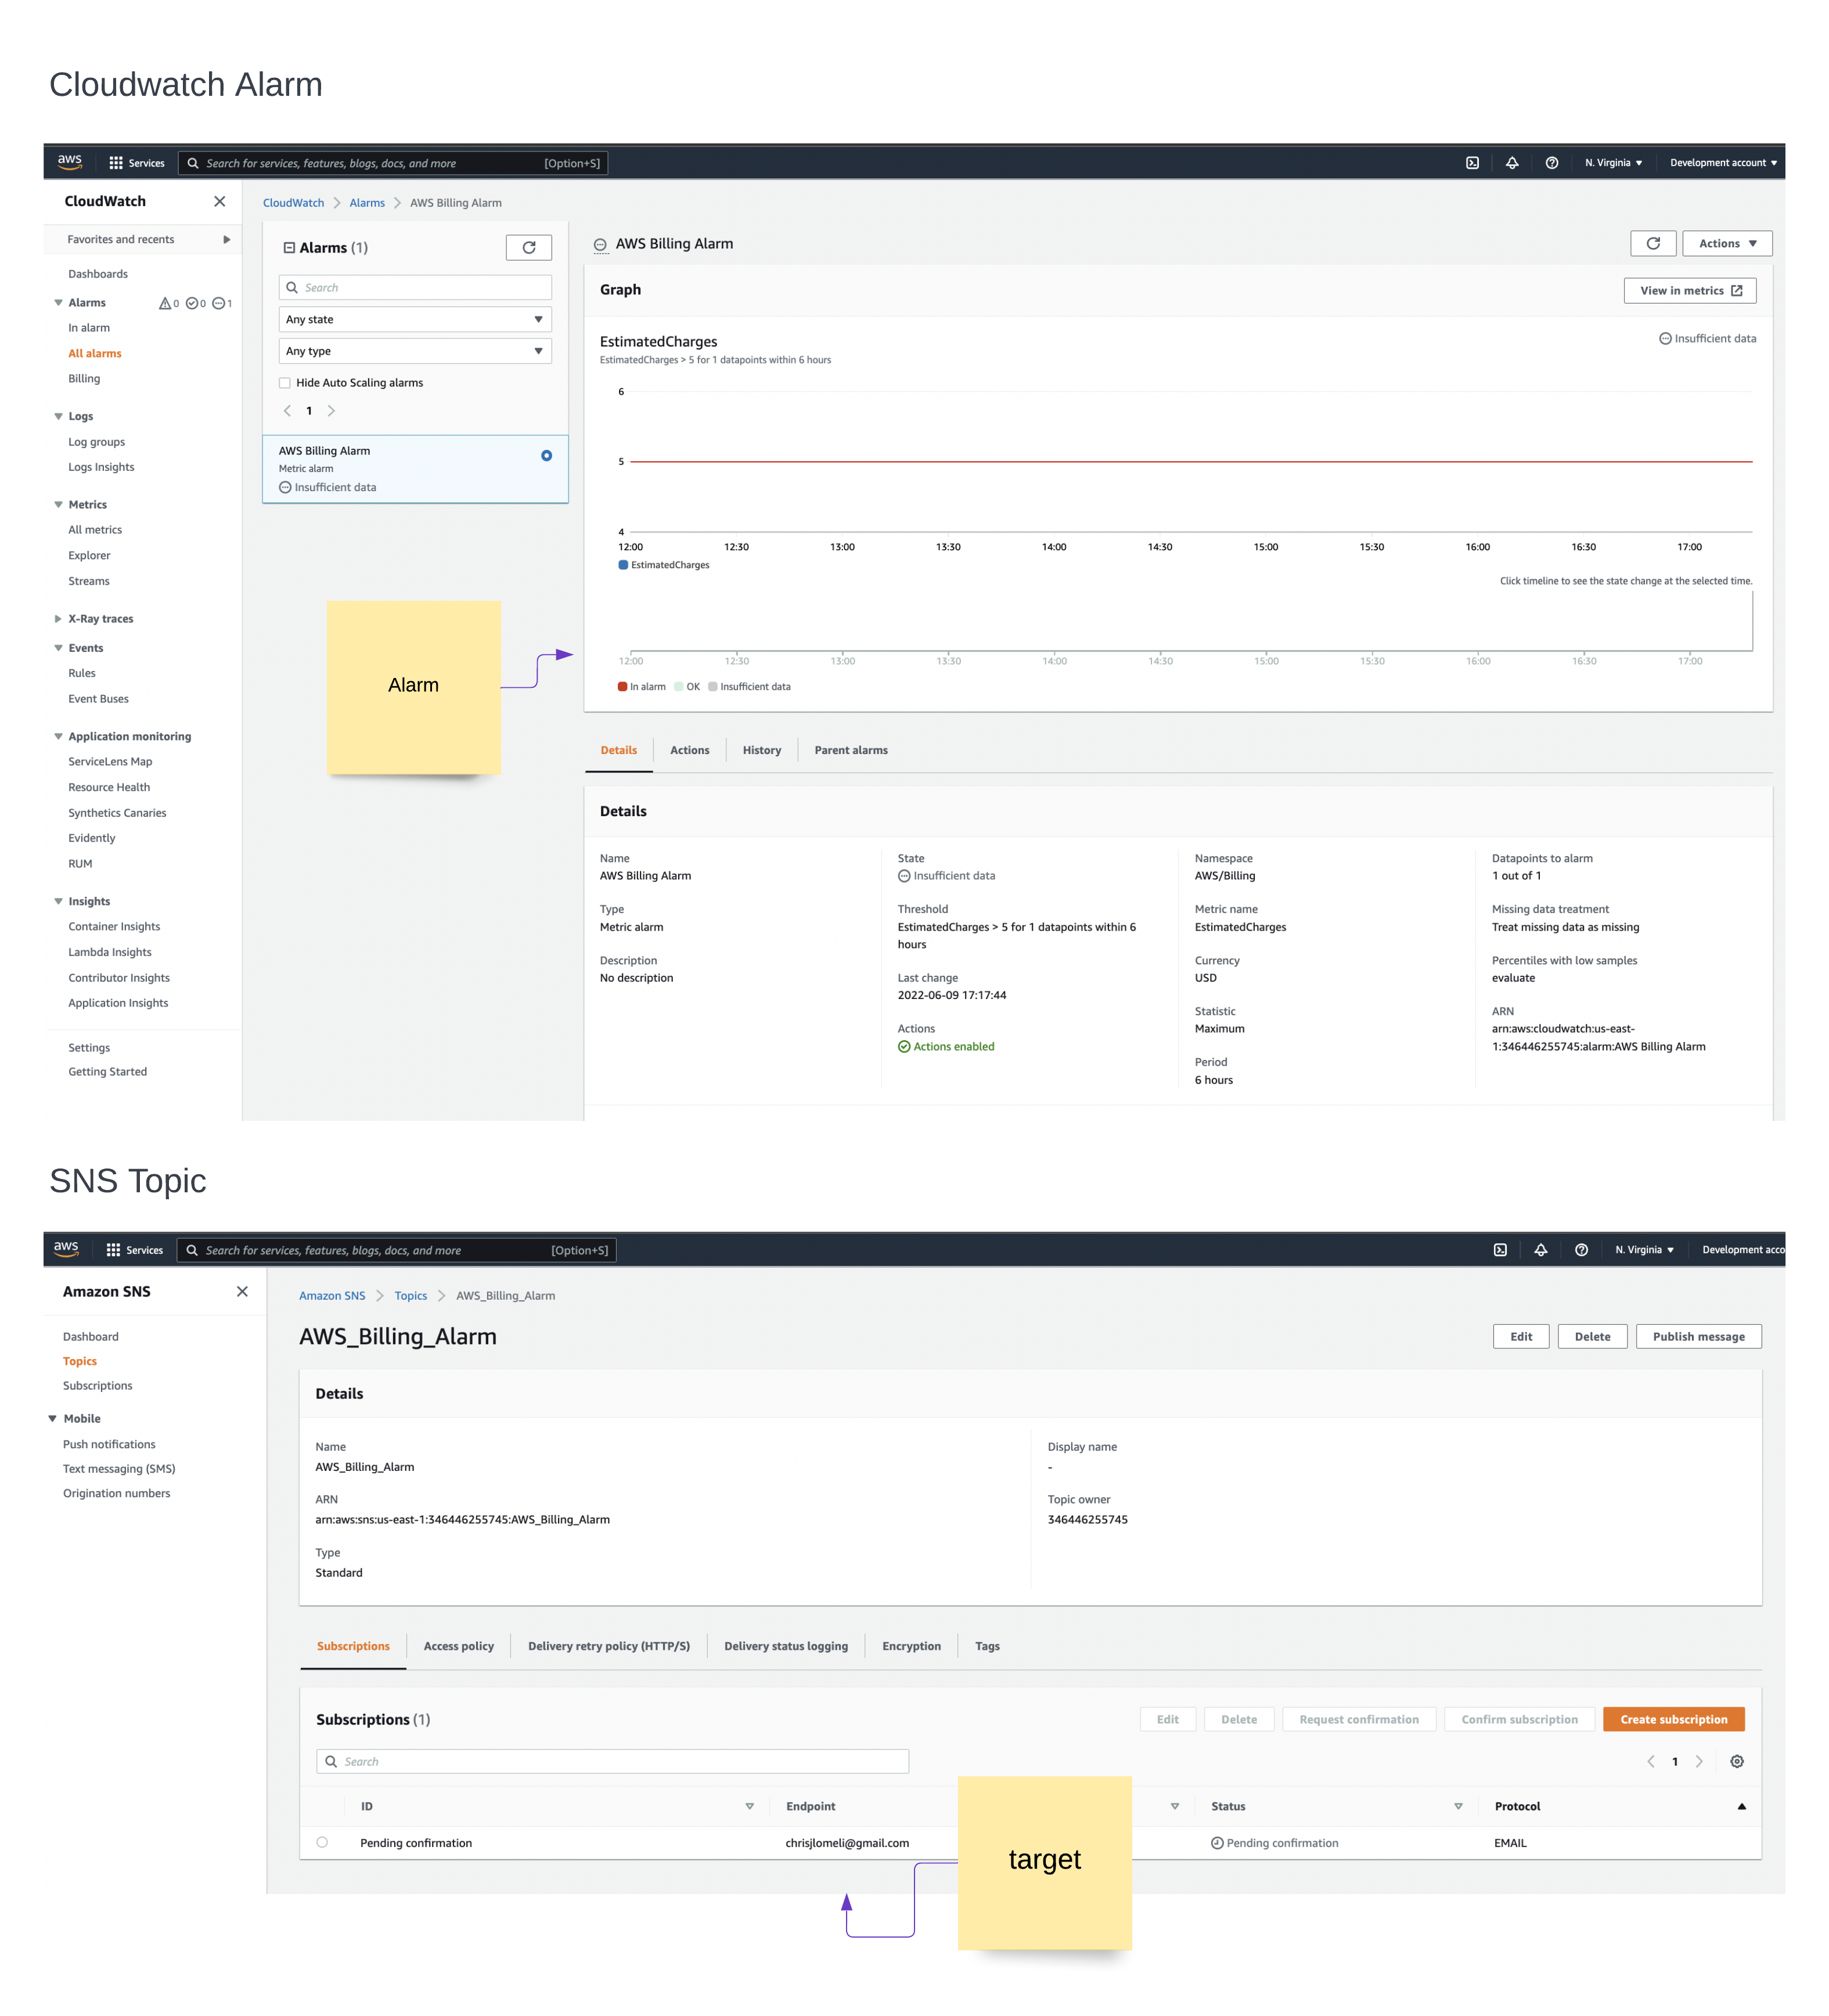 Cloudwatch Alarm
aws Services Search for services, features, blogs, docs, and more [Option+S] N. Virginia Development account
CloudWatch
Favorites and recents
Dashboards
Alarms 0 0 1
In alarm
All alarms
Billing
Logs
Log groups
Logs Insights
Metrics
All metrics
Explorer
Streams
X-Ray traces
Events
Rules
Event Buses
Application monitoring
ServiceLens Map
Resource Health
Synthetics Canaries
Evidently
RUM
Insights
Container Insights
Lambda Insights
Contributor Insights
Application Insights
Settings
Getting Started
CloudWatch Alarms AWS Billing Alarm
Alarms (1)
Search
Any state
Any type
Hide Auto Scaling alarms
1
AWS Billing Alarm
Metric alarm
Insufficient data
Alarm
AWS Billing Alarm
Actions
Graph
View in metrics
EstimatedCharges
Insufficient data
EstimatedCharges > 5 for 1 datapoints within 6 hours
6
5
4
12:00 12:30 13:00 13:30 14:00 14:30 15:00 15:30 16:00 16:30 17:00
EstimatedCharges
Click timeline to see the state change at the selected time.
12:00 12:30 13:00 13:30 14:00 14:30 15:00 15:30 16:00 16:30 17:00
In alarm OK Insufficient data
Details Actions History Parent alarms
Details
Name
AWS Billing Alarm
Type
Metric alarm
Description
No description
State
Insufficient data
Threshold
EstimatedCharges > 5 for 1 datapoints within 6
hours
Last change
2022-06-09 17:17:44
Actions
Actions enabled
Namespace
AWS/Billing
Metric name
EstimatedCharges
Currency
USD
Statistic
Maximum
Period
6 hours
Datapoints to alarm
1 out of 1
Missing data treatment
Treat missing data as missing
Percentiles with low samples
evaluate
ARN
arn:aws:cloudwatch:us-east-
1:346446255745:alarm:AWS Billing Alarm
SNS Topic
aws Services Search for services, features, blogs, docs, and more [Option+S] N. Virginia Development acco
Amazon SNS
Dashboard
Topics
Subscriptions
Mobile
Push notifications
Text messaging (SMS)
Origination numbers
Amazon SNS Topics AWS_Billing_Alarm
AWS_Billing_Alarm
Edit Delete Publish message
Details
Name
AWS_Billing_Alarm
ARN
arn:aws:sns:us-east-1:346446255745:AWS_Billing_Alarm
Type
Standard
Display name
-
Topic owner
346446255745
Subscriptions Access policy Delivery retry policy (HTTP/S) Delivery status logging Encryption Tags
Subscriptions (1)
Edit Delete Request confirmation Confirm subscription Create subscription
Search
1
ID Endpoint Status Protocol
Pending confirmation chrisjlomeli@gmail.com Pending confirmation EMAIL
target